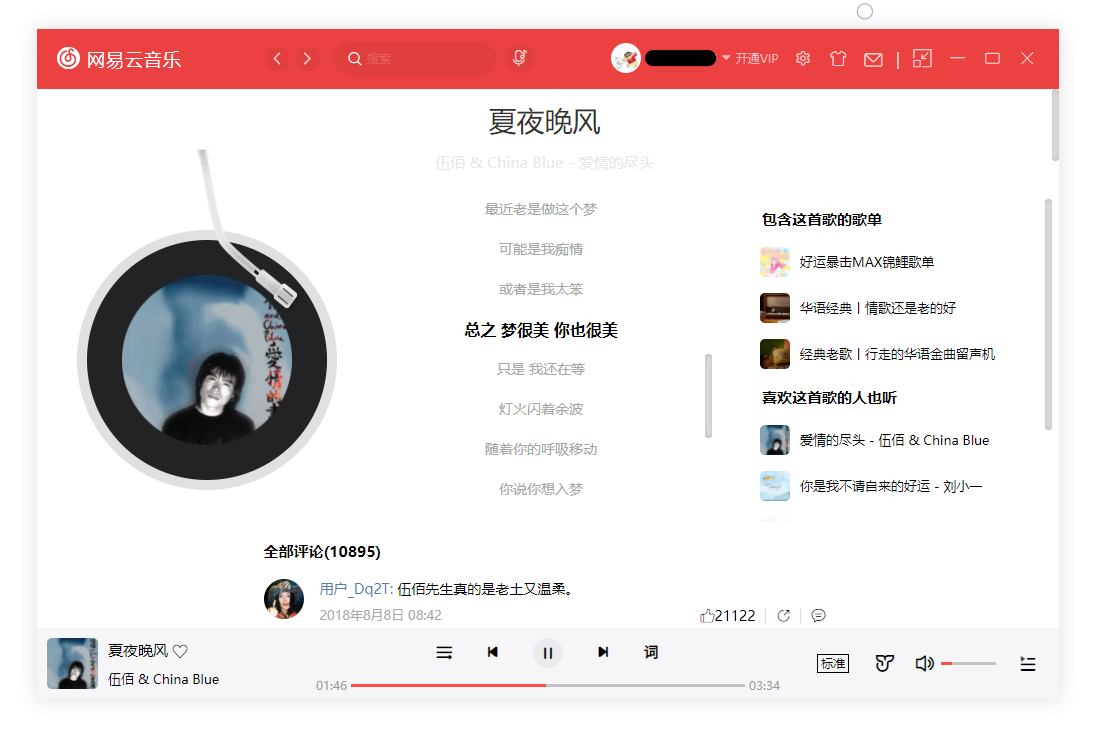 网易云音乐
搜索
开通VIP
夏夜晚风
伍佰 & China Blue - 爱情的尽头
最近老是做这个梦
可能是我痴情
或者是我太笨
总之 梦很美 你也很美
只是 我还在等
灯火闪着余波
随着你的呼吸移动
你说你想入梦
包含这首歌的歌单
好运暴击MAX锦鲤歌单
华语经典丨情歌还是老的好
经典老歌丨行走的华语金曲留声机
喜欢这首歌的人也听
爱情的尽头 - 伍佰 & China Blue
你是我不请自来的好运 - 刘小一
全部评论(10895)
用户_Dq2T: 伍佰先生真的是老土又温柔。
2018年8月8日 08:42
21122
夏夜晚风
伍佰 & China Blue
词
01:46
03:34
标准